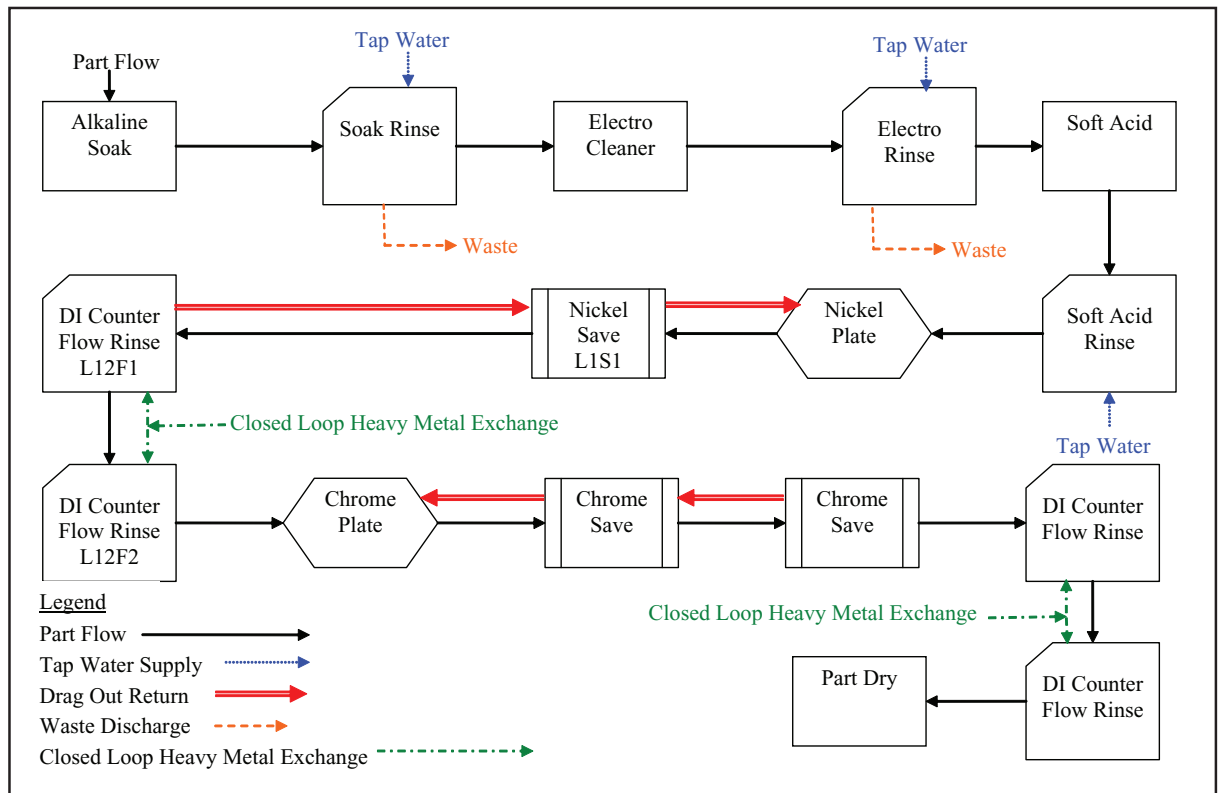 Tap Water
Tap Water
Part Flow
Alkaline
Soak
Soak Rinse
Electro
Cleaner
Electro
Rinse
Soft Acid
Waste
Waste
DI Counter
Flow Rinse
L12F1
Nickel
Save
L1S1
Nickel
Plate
Soft Acid
Rinse
Closed Loop Heavy Metal Exchange
Tap Water
DI Counter
Flow Rinse
L12F2
Chrome
Plate
Chrome
Save
Chrome
Save
DI Counter
Flow Rinse
Closed Loop Heavy Metal Exchange
Part Dry
DI Counter
Flow Rinse
Legend
Part Flow
Tap Water Supply
Drag Out Return
Waste Discharge
Closed Loop Heavy Metal Exchange